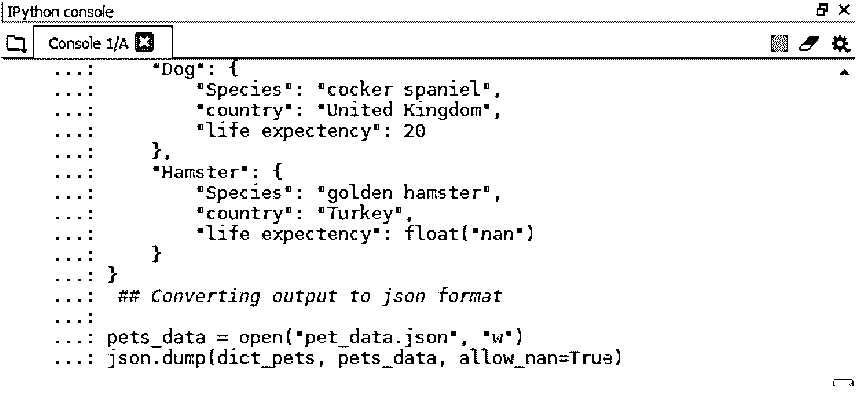 IPython console
Console 1/A
...: "Dog": {
...: "Species": "cocker spaniel",
...: "country": "United Kingdom",
...: "life expectency": 20
...: },
...: "Hamster": {
...: "Species": "golden hamster",
...: "country": "Turkey",
...: "life expectency": float("nan")
...: }
...: }
...: ## Converting output to json format
...:
...: pets_data = open("pet_data.json", "w")
...: json.dump(dict_pets, pets_data, allow_nan=True)